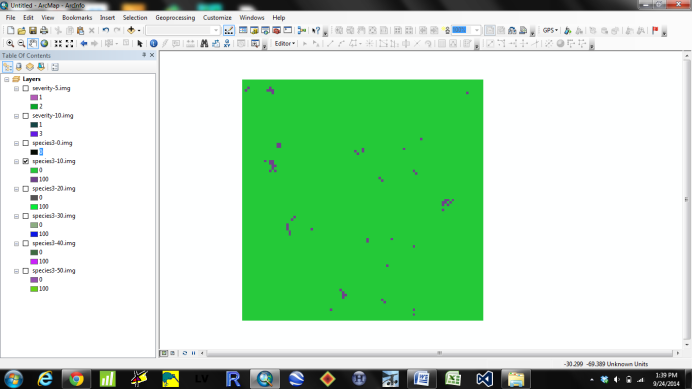 Untitled - ArcMap - ArcInfo
File Edit View Bookmarks Insert Selection Geoprocessing Customize Windows Help
Editor
GPS
Table Of Contents
Layers
severity-5.img
1
2
severity-10.img
1
3
species3-0.img
species3-10.img
0
100
species3-20.img
0
100
species3-30.img
0
100
species3-40.img
0
100
species3-50.img
0
100
-30.299 -69.389 Unknown Units
LV
R
1:39 PM
9/24/2014